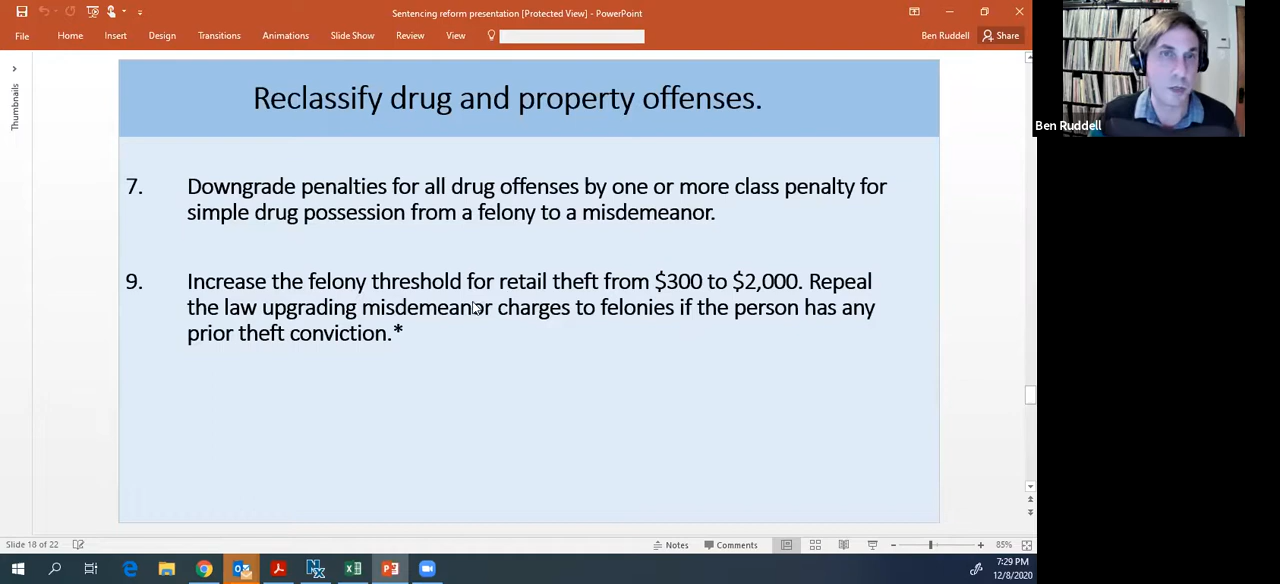 Sentencing reform presentation [Protected View] - PowerPoint
File Home Insert Design Transitions Animations Slide Show Review View Ben Ruddell Share
Thumbnails
Reclassify drug and property offenses.
7. Downgrade penalties for all drug offenses by one or more class penalty for
simple drug possession from a felony to a misdemeanor.
9. Increase the felony threshold for retail theft from $300 to $2,000. Repeal
the law upgrading misdemeanor charges to felonies if the person has any
prior theft conviction.*
Ben Ruddell
Slide 18 of 22 Notes Comments 85%
7:29 PM
12/8/2020